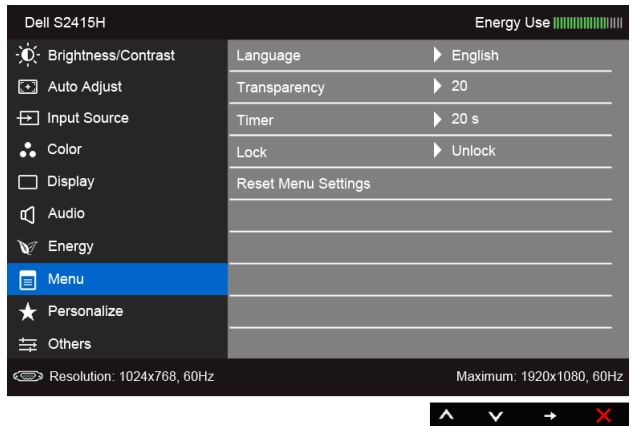 Dell S2415H Energy Use
Brightness/Contrast Language English
Auto Adjust Transparency 20
Input Source Timer 20 s
Color Lock Unlock
Display Reset Menu Settings
Audio
Energy
Menu
Personalize
Others
Resolution: 1024x768, 60Hz Maximum: 1920x1080, 60Hz